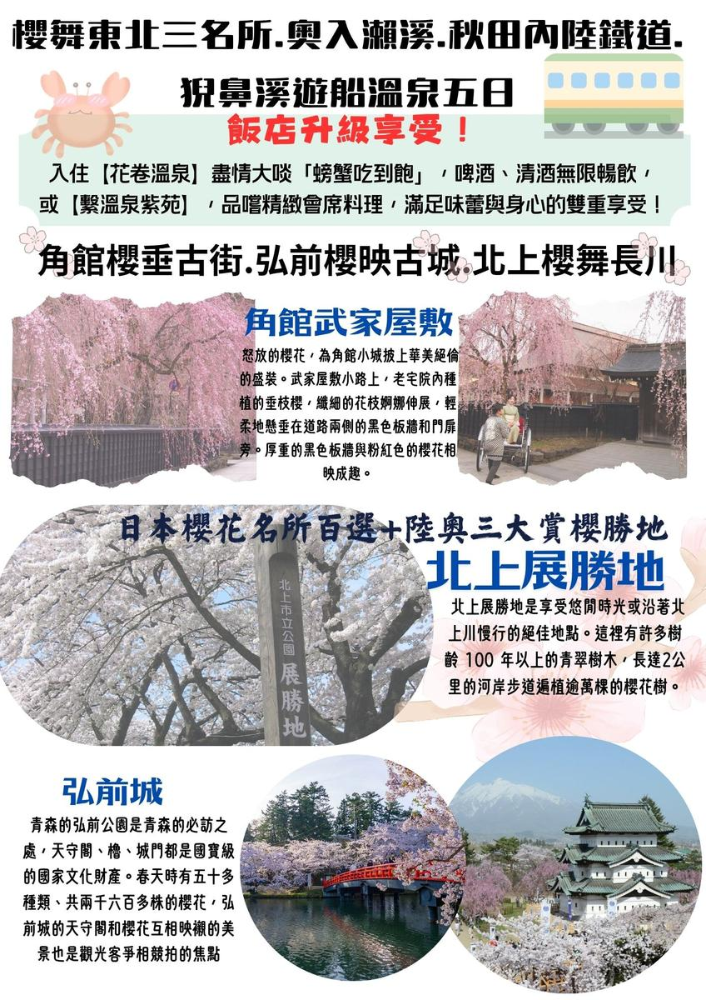 櫻舞東北三名所.奧入瀨溪.秋田內陸鐵道.
猊鼻溪遊船溫泉五日
飯店升級享受！
入住【花卷溫泉】盡情大啖「螃蟹吃到飽」，啤酒、清酒無限暢飲，
或【繫溫泉紫苑】，品嚐精緻會席料理，滿足味蕾與身心的雙重享受！
角館櫻垂古街.弘前櫻映古城.北上櫻舞長川
角館武家屋敷
怒放的櫻花，為角館小城披上華美絕倫
的盛裝。武家屋敷小路上，老宅院內種
植的垂枝櫻，纖細的花枝婀娜伸展，輕
柔地懸垂在道路兩側的黑色板牆和門扉
旁。厚重的黑色板牆與粉紅色的櫻花相
映成趣。
日本櫻花名所百選+陸奧三大賞櫻勝地
北上展勝地
北上市立公園 展勝地
北上展勝地是享受悠閒時光或沿著北
上川慢行的絕佳地點。這裡有許多樹
齡 100 年以上的青翠樹木，長達2公
里的河岸步道遍植逾萬棵的櫻花樹。
弘前城
青森的弘前公園是青森的必訪之
處，天守閣、櫓、城門都是國寶級
的國家文化財產。春天時有五十多
種類、共兩千六百多株的櫻花，弘
前城的天守閣和櫻花互相映襯的美
景也是觀光客爭相競拍的焦點